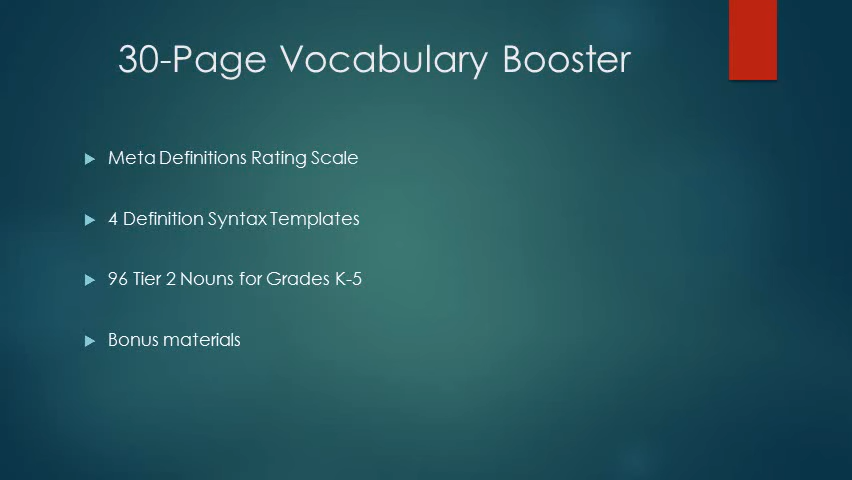 30-Page Vocabulary Booster
Meta Definitions Rating Scale
4 Definition Syntax Templates
96 Tier 2 Nouns for Grades K-5
Bonus materials